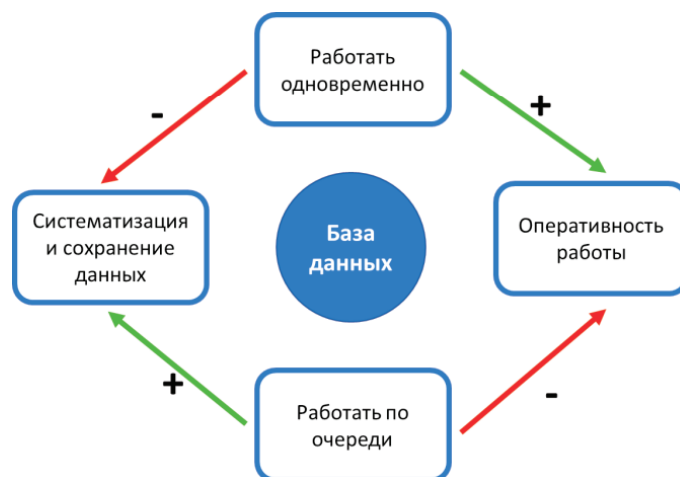 Работать
одновременно
-
+
Систематизация
и сохранение
данных
База
данных
Оперативность
работы
+
-
Работать по
очереди